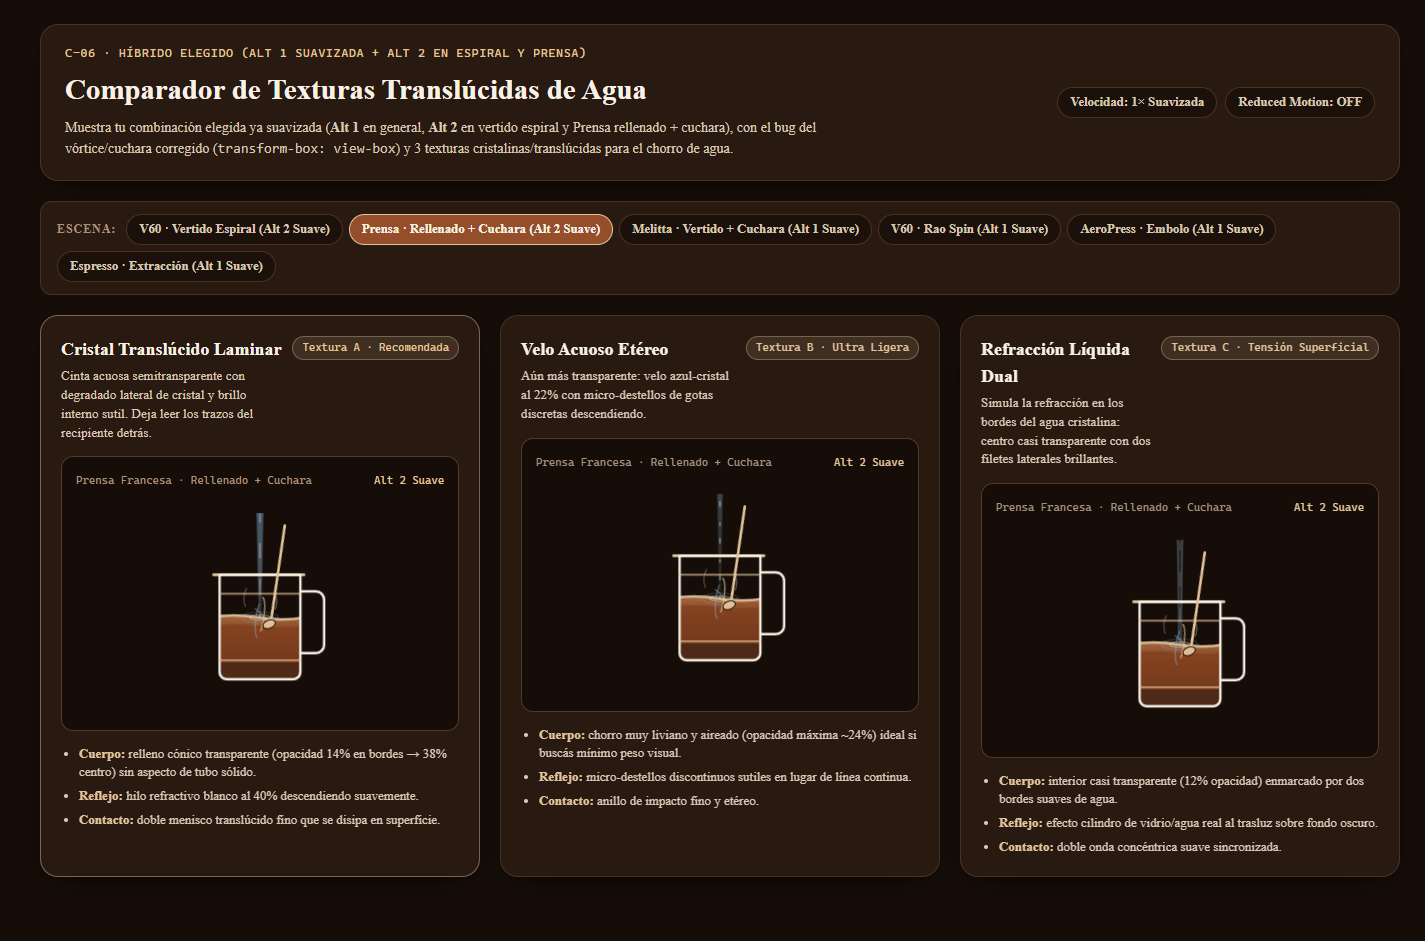 C-06 · HÍBRIDO ELEGIDO (ALT 1 SUAVIZADA + ALT 2 EN ESPIRAL Y PRENSA)
Comparador de Texturas Translúcidas de Agua
Muestra tu combinación elegida ya suavizada (Alt 1 en general, Alt 2 en vertido espiral y Prensa rellenado + cuchara), con el bug del
vórtice/cuchara corregido (transform-box: view-box) y 3 texturas cristalinas/translúcidas para el chorro de agua.
Velocidad: 1× Suavizada
Reduced Motion: OFF
ESCENA:
V60 · Vertido Espiral (Alt 2 Suave)
Prensa · Rellenado + Cuchara (Alt 2 Suave)
Melitta · Vertido + Cuchara (Alt 1 Suave)
V60 · Rao Spin (Alt 1 Suave)
AeroPress · Embolo (Alt 1 Suave)
Espresso · Extracción (Alt 1 Suave)
Cristal Translúcido Laminar
Textura A · Recomendada
Cinta acuosa semitransparente con
degradado lateral de cristal y brillo
interno sutil. Deja leer los trazos del
recipiente detrás.
Prensa Francesa · Rellenado + Cuchara
Alt 2 Suave
Cuerpo: relleno cónico transparente (opacidad 14% en bordes → 38%
centro) sin aspecto de tubo sólido.
Reflejo: hilo refractivo blanco al 40% descendiendo suavemente.
Contacto: doble menisco translúcido fino que se disipa en superficie.
Velo Acuoso Etéreo
Textura B · Ultra Ligera
Aún más transparente: velo azul-cristal
al 22% con micro-destellos de gotas
discretas descendiendo.
Prensa Francesa · Rellenado + Cuchara
Alt 2 Suave
Cuerpo: chorro muy liviano y aireado (opacidad máxima ~24%) ideal si
buscás mínimo peso visual.
Reflejo: micro-destellos discontinuos sutiles en lugar de línea continua.
Contacto: anillo de impacto fino y etéreo.
Refracción Líquida
Dual
Textura C · Tensión Superficial
Simula la refracción en los
bordes del agua cristalina:
centro casi transparente con dos
filetes laterales brillantes.
Prensa Francesa · Rellenado + Cuchara
Alt 2 Suave
Cuerpo: interior casi transparente (12% opacidad) enmarcado por dos
bordes suaves de agua.
Reflejo: efecto cilindro de vidrio/agua real al trasluz sobre fondo oscuro.
Contacto: doble onda concéntrica suave sincronizada.